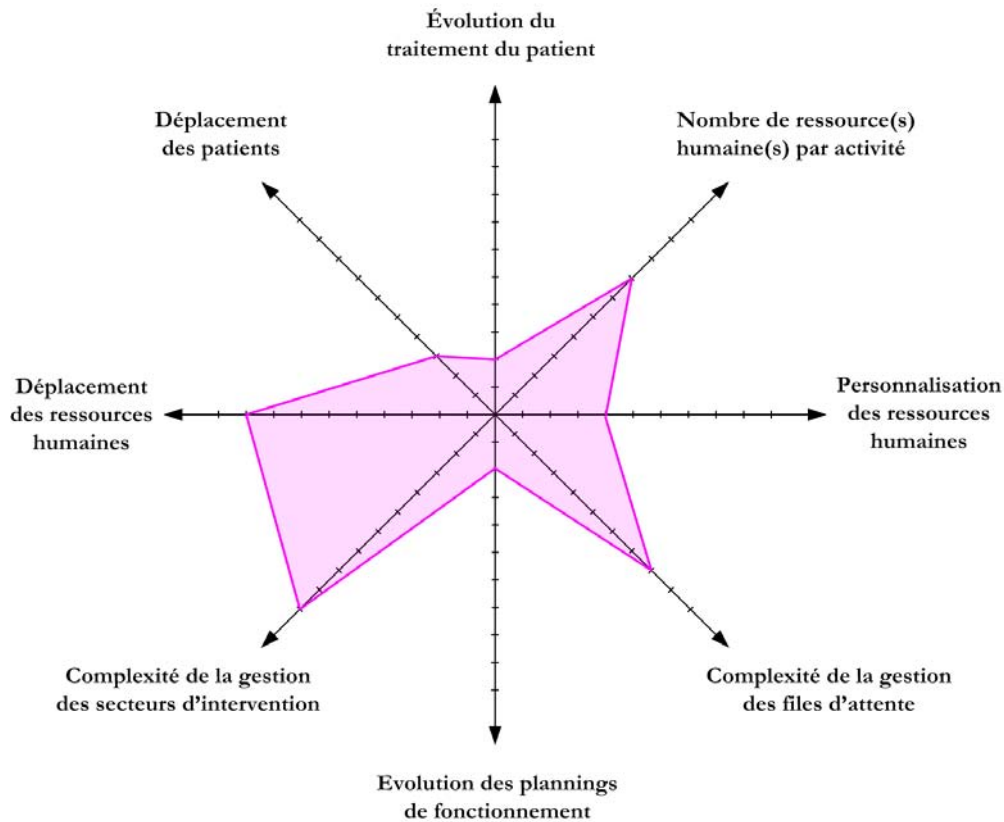 Évolution du
traitement du patient
Déplacement
des patients
Nombre de ressource(s)
humaine(s) par activité
Déplacement
des ressources
humaines
Personnalisation
des ressources
humaines
Complexité de la gestion
des secteurs d'intervention
Complexité de la gestion
des files d'attente
Evolution des plannings
de fonctionnement